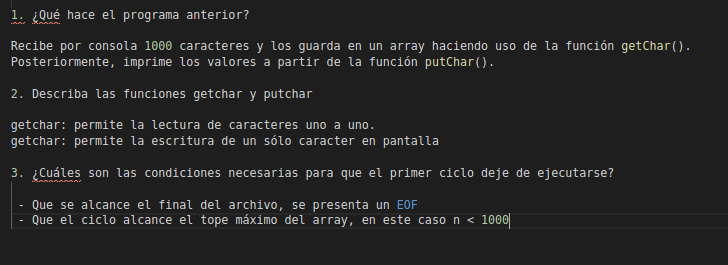 1. ¿Qué hace el programa anterior?
Recibe por consola 1000 caracteres y los guarda en un array haciendo uso de la función getChar().
Posteriormente, imprime los valores a partir de la función putChar().
2. Describa las funciones getchar y putchar
getchar: permite la lectura de caracteres uno a uno.
getchar: permite la escritura de un sólo caracter en pantalla
3. ¿Cuáles son las condiciones necesarias para que el primer ciclo deje de ejecutarse?
- Que se alcance el final del archivo, se presenta un EOF
- Que el ciclo alcance el tope máximo del array, en este caso n < 1000